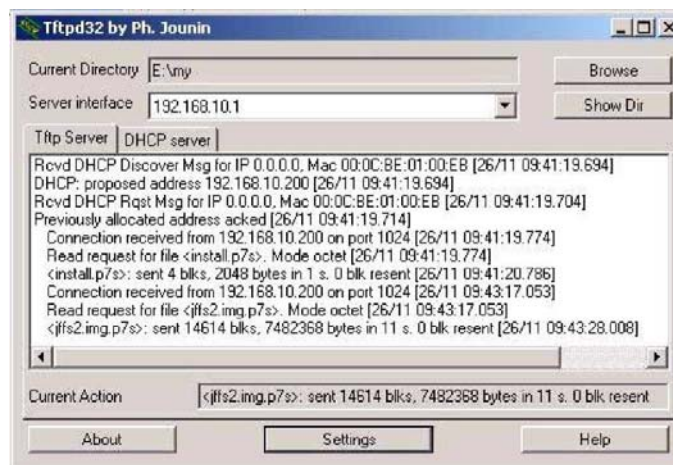 Tftpd32 by Ph. Jounin
Current Directory E:\my Browse
Server interface 192.168.10.1 Show Dir
Tftp Server DHCP server
Rcvd DHCP Discover Msg for IP 0.0.0.0, Mac 00:0C:BE:01:00:EB [26/11 09:41:19.694]
DHCP: proposed address 192.168.10.200 [26/11 09:41:19.694]
Rcvd DHCP Rqst Msg for IP 0.0.0.0, Mac 00:0C:BE:01:00:EB [26/11 09:41:19.704]
Previously allocated address acked [26/11 09:41:19.714]
Connection received from 192.168.10.200 on port 1024 [26/11 09:41:19.774]
Read request for file <install.p7s>. Mode octet [26/11 09:41:19.774]
<install.p7s>: sent 4 blks, 2048 bytes in 1 s. 0 blk resent [26/11 09:41:20.786]
Connection received from 192.168.10.200 on port 1024 [26/11 09:43:17.053]
Read request for file <jffs2.img.p7s>. Mode octet [26/11 09:43:17.053]
<jffs2.img.p7s>: sent 14614 blks, 7482368 bytes in 11 s. 0 blk resent [26/11 09:43:28.008]
Current Action <jffs2.img.p7s>: sent 14614 blks, 7482368 bytes in 11 s. 0 blk resent
About Settings Help